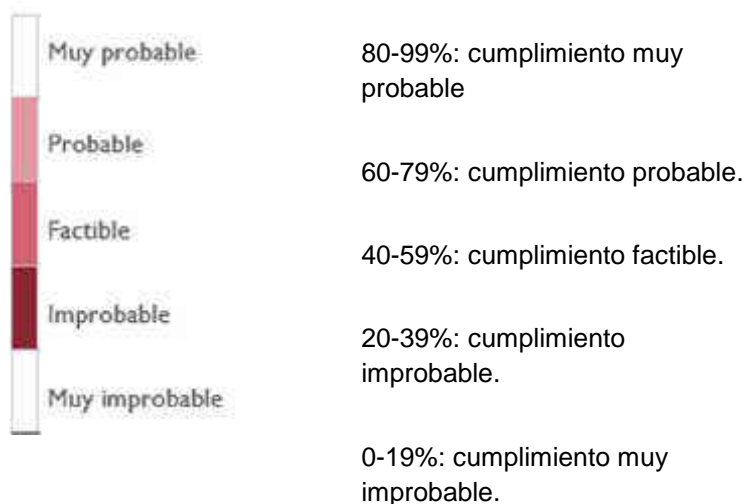 Muy probable
80-99%: cumplimiento muy
probable
Probable
60-79%: cumplimiento probable.
Factible
40-59%: cumplimiento factible.
Improbable
20-39%: cumplimiento
improbable.
Muy improbable
0-19%: cumplimiento muy
improbable.